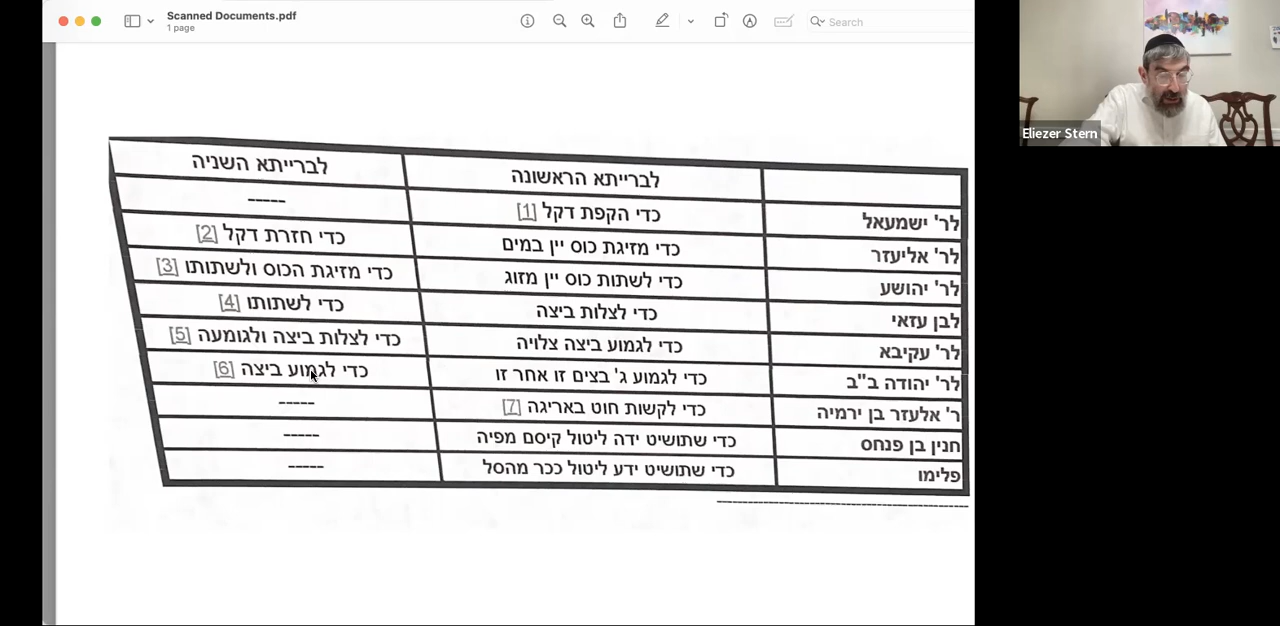 Scanned Documents.pdf
1 page
Search
Eliezer Stern
לברייתא הראשונה לברייתא השניה
לר' ישמעאל כדי הקפת דקל [1] -----
לר' אליעזר כדי מזיגת כוס יין במים כדי חזרת דקל [2]
לר' יהושע כדי לשתות כוס יין מזוג כדי מזיגת הכוס ולשתותו [3]
לבן עזאי כדי לצלות ביצה כדי לשתותו [4]
לר' עקיבא כדי לגמוע ביצה צלויה כדי לצלות ביצה ולגומעה [5]
לר' יהודה ב"ב כדי לגמוע ג' בצים זו אחר זו כדי לגמוע ביצה [6]
ר' אלעזר בן ירמיה כדי לקשות חוט באריגה [7] -----
חנין בן פנחס כדי שתושיט ידה ליטול קיסם מפיה -----
פלימו כדי שתושיט ידע ליטול ככר מהסל -----